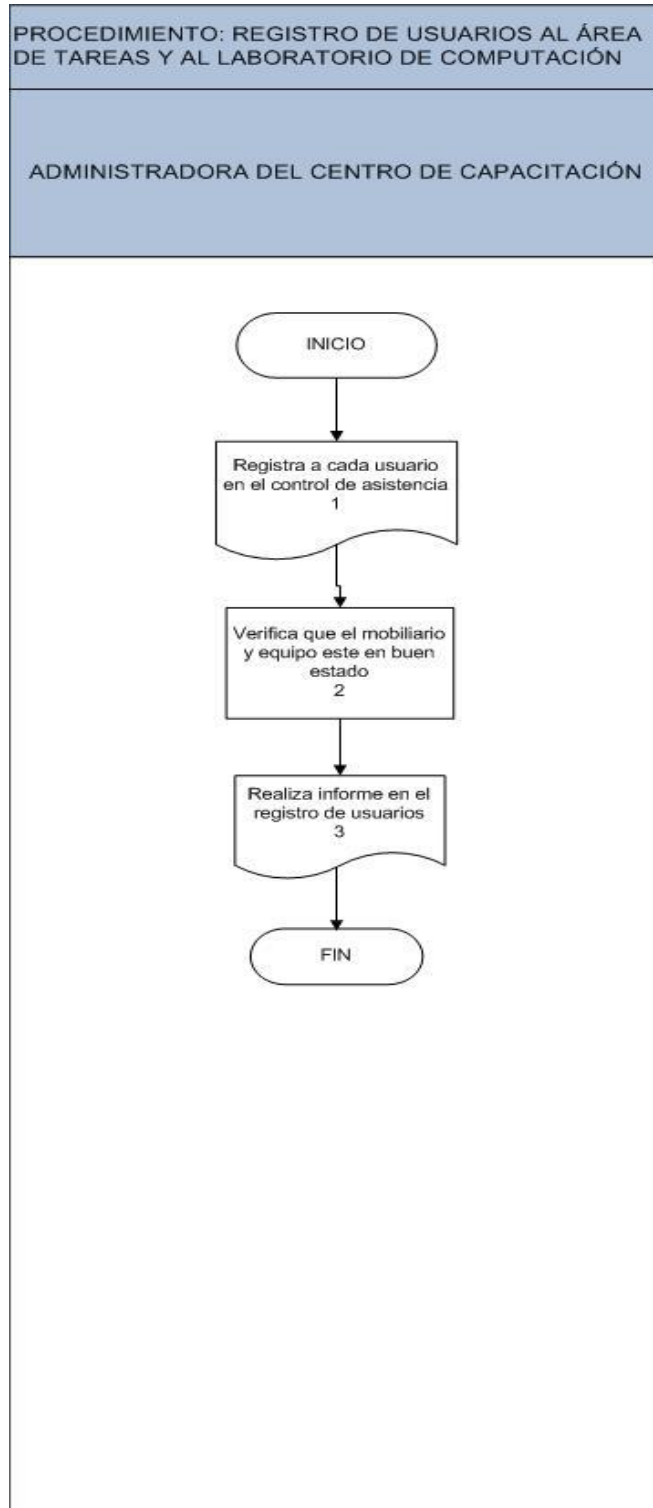 PROCEDIMIENTO: REGISTRO DE USUARIOS AL ÁREA
DE TAREAS Y AL LABORATORIO DE COMPUTACIÓN
ADMINISTRADORA DEL CENTRO DE CAPACITACIÓN
INICIO
Registra a cada usuario
en el control de asistencia
1
Verifica que el mobiliario
y equipo este en buen
estado
2
Realiza informe en el
registro de usuarios
3
FIN